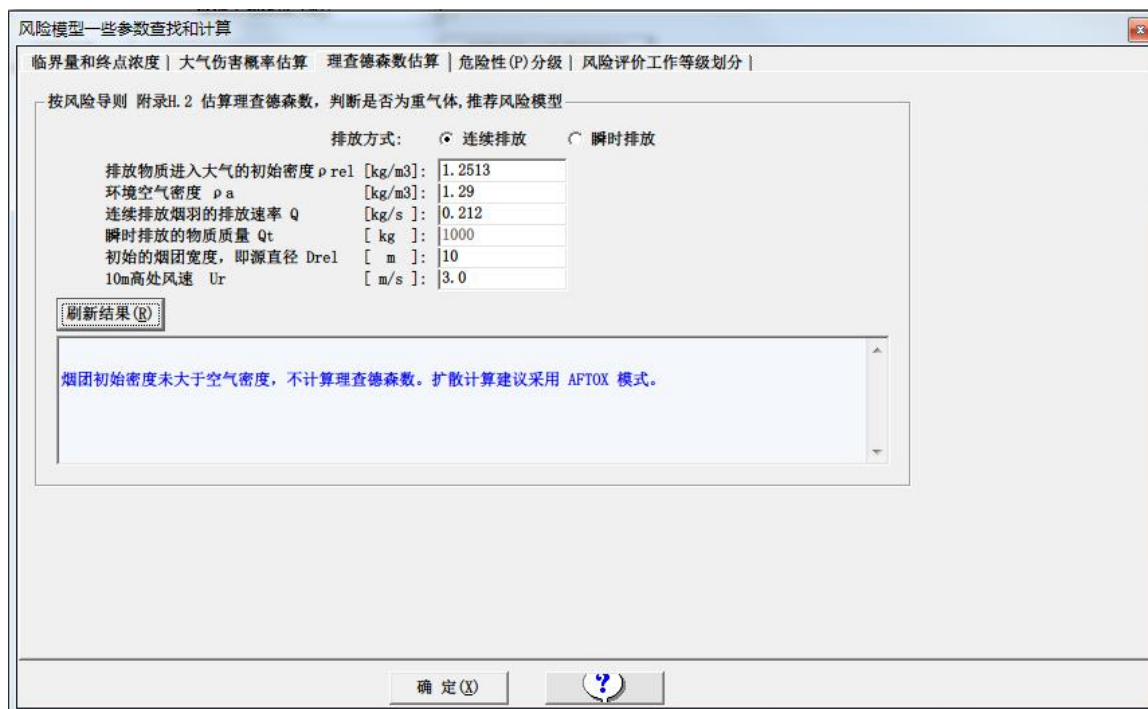 风险模型一些参数查找和计算
临界量和终点浓度 | 大气伤害概率估算 理查德森数估算 | 危险性(P)分级 | 风险评价工作等级划分 |
按风险导则 附录H.2 估算理查德森数，判断是否为重气体,推荐风险模型
排放方式: 连续排放 瞬时排放
排放物质进入大气的初始密度ρrel [kg/m3]: 1.2513
环境空气密度 ρa [kg/m3]: 1.29
连续排放烟羽的排放速率 Q [kg/s ]: 0.212
瞬时排放的物质质量 Qt [ kg ]: 1000
初始的烟团宽度，即源直径 Drel [ m ]: 10
10m高处风速 Ur [ m/s ]: 3.0
刷新结果(R)
烟团初始密度未大于空气密度，不计算理查德森数。扩散计算建议采用 AFTOX 模式。
确 定(X) ?